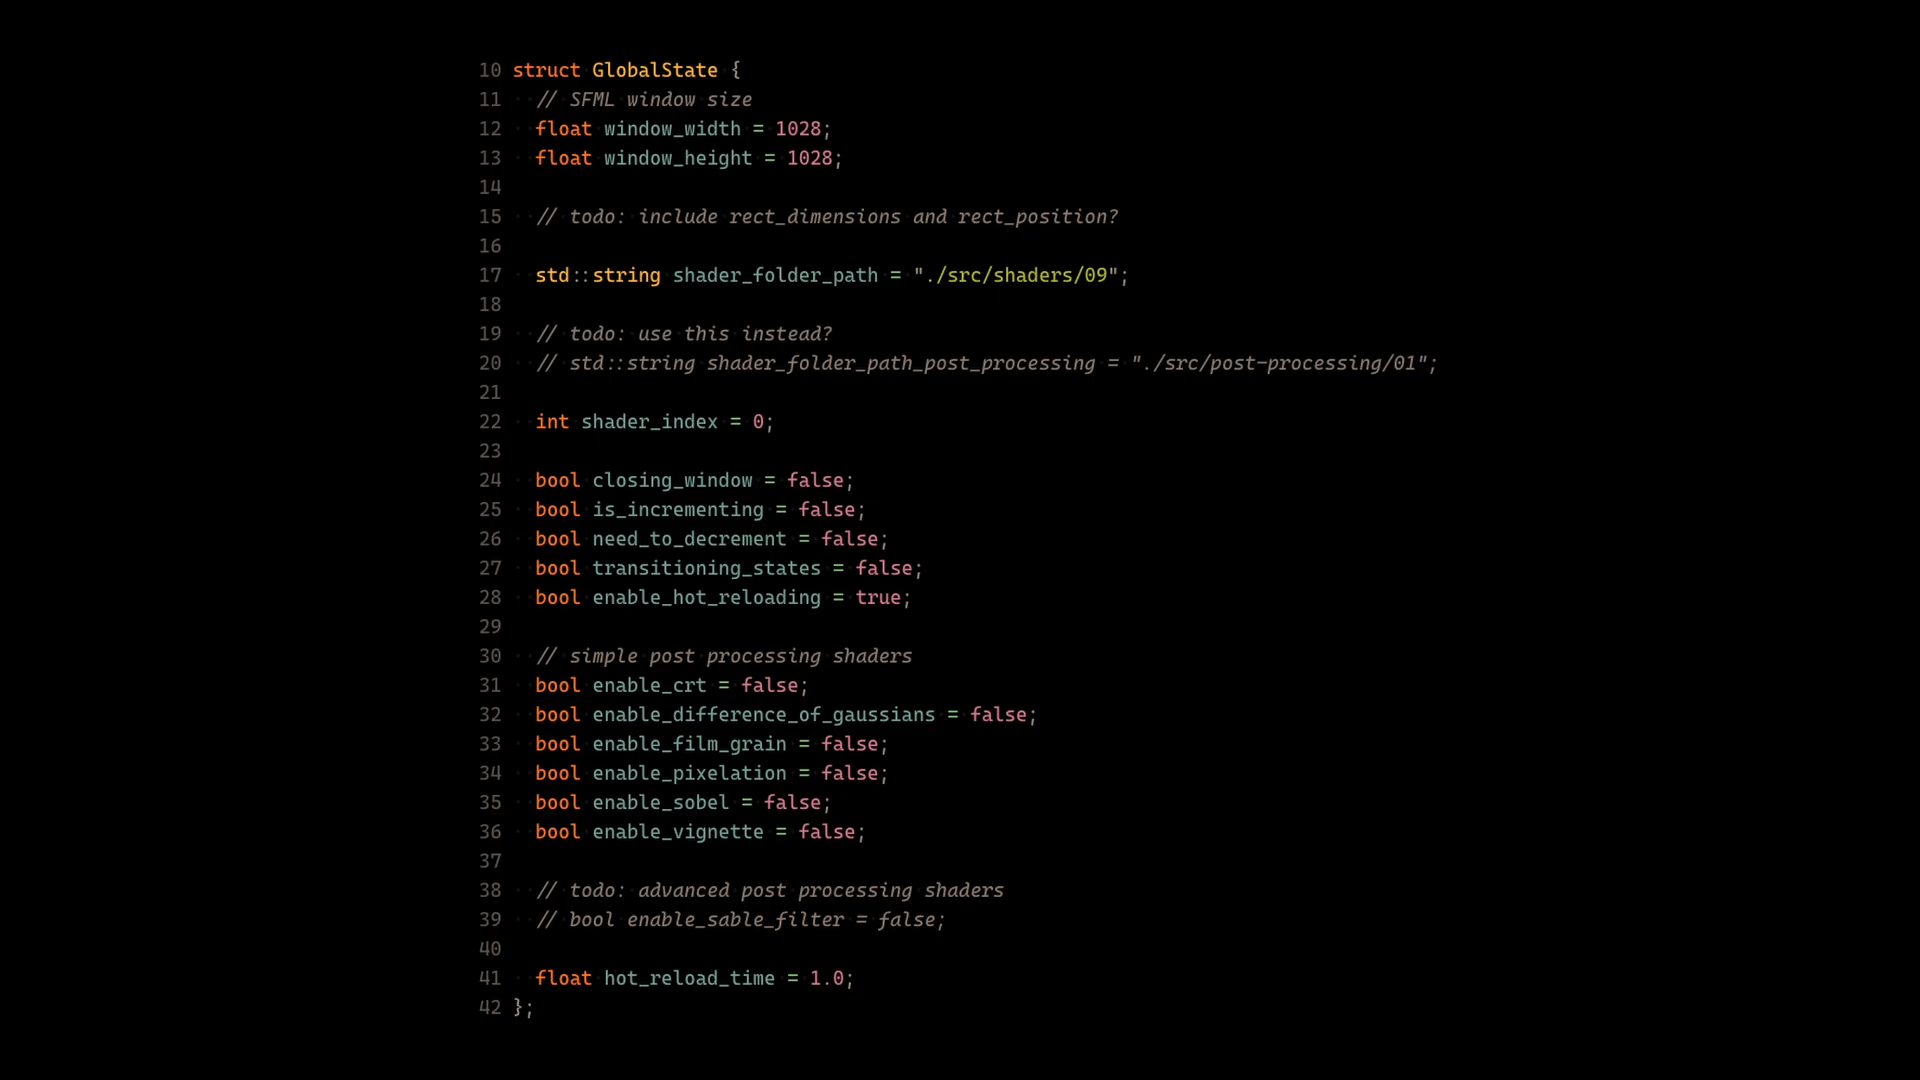 10 struct GlobalState {
11   // SFML window size
12   float window_width = 1028;
13   float window_height = 1028;
14
15   // todo: include rect_dimensions and rect_position?
16
17   std::string shader_folder_path = "./src/shaders/09";
18
19   // todo: use this instead?
20   // std::string shader_folder_path_post_processing = "./src/post-processing/01";
21
22   int shader_index = 0;
23
24   bool closing_window = false;
25   bool is_incrementing = false;
26   bool need_to_decrement = false;
27   bool transitioning_states = false;
28   bool enable_hot_reloading = true;
29
30   // simple post processing shaders
31   bool enable_crt = false;
32   bool enable_difference_of_gaussians = false;
33   bool enable_film_grain = false;
34   bool enable_pixelation = false;
35   bool enable_sobel = false;
36   bool enable_vignette = false;
37
38   // todo: advanced post processing shaders
39   // bool enable_sable_filter = false;
40
41   float hot_reload_time = 1.0;
42 };